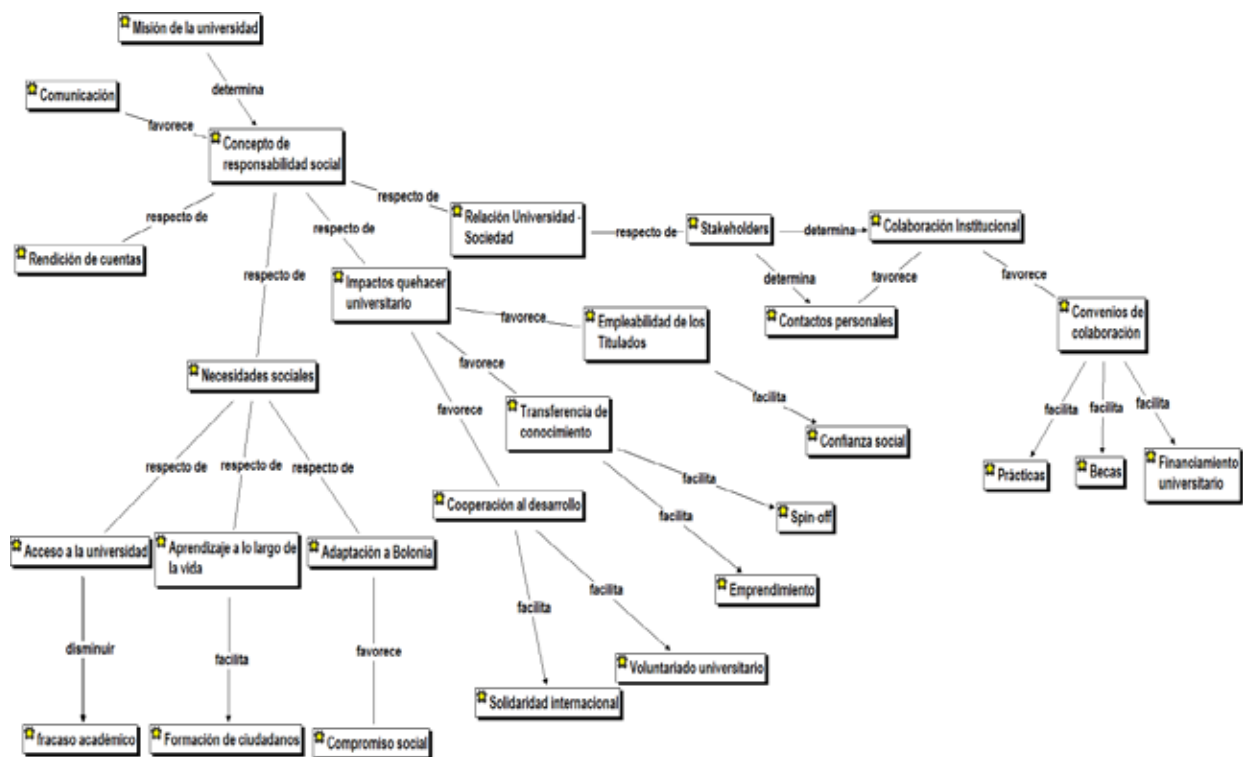 Misión de la universidad
determina
Comunicación
favorece
Concepto de
responsabilidad social
respecto de
respecto de
respecto de
respecto de
Rendición de cuentas
Relación Universidad -
Sociedad
respecto de
Stakeholders
determina
Colaboración Institucional
determina
favorece
favorece
Contactos personales
Convenios de
colaboración
Impactos quehacer
universitario
favorece
Empleabilidad de los
Titulados
favorece
favorece
facilita
Confianza social
facilita
facilita
facilita
Prácticas
Becas
Financiamiento
universitario
Necesidades sociales
Transferencia de
conocimiento
respecto de
respecto de
respecto de
facilita
facilita
Spin-off
Emprendimiento
Cooperación al desarrollo
facilita
facilita
Voluntariado universitario
Solidaridad internacional
Acceso a la universidad
Aprendizaje a lo largo de
la vida
Adaptación a Bolonia
disminuir
facilita
favorece
fracaso académico
Formación de ciudadanos
Compromiso social